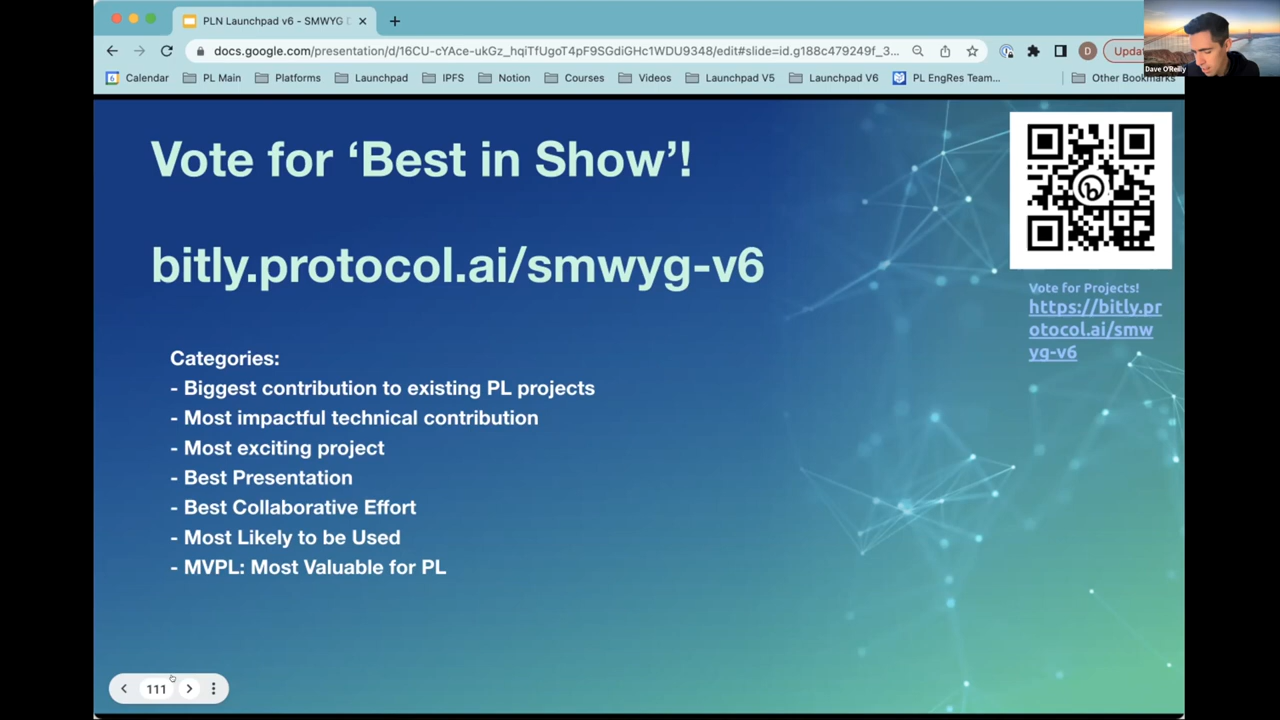 PLN Launchpad v6 - SMWYG
docs.google.com/presentation/d/16CU-cYAce-ukGz_hqiTfUgoT4pF9SGdiGHc1WDU9348/edit#slide=id.g188c479249f_3...
D
Upda
Calendar PL Main Platforms Launchpad IPFS Notion Courses Videos Launchpad V5 Launchpad V6 PL EngRes Team... Other Bookmarks
Dave O'Reilly
Vote for ‘Best in Show’!
bitly.protocol.ai/smwyg-v6
Vote for Projects!
https://bitly.pr
otocol.ai/smw
yg-v6
Categories:
- Biggest contribution to existing PL projects
- Most impactful technical contribution
- Most exciting project
- Best Presentation
- Best Collaborative Effort
- Most Likely to be Used
- MVPL: Most Valuable for PL
111